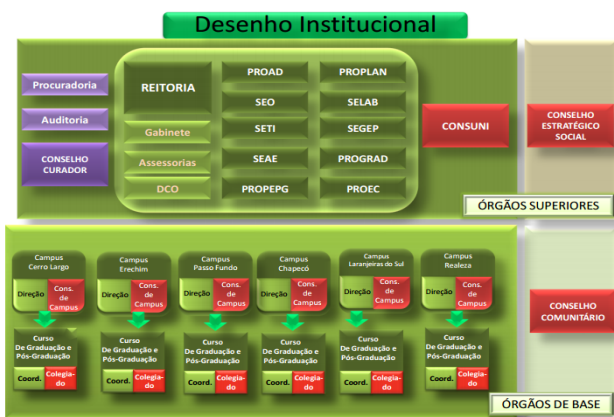 Desenho Institucional
Procuradoria
Auditoria
CONSELHO
CURADOR
REITORIA
Gabinete
Assessorias
DCO
PROAD
SEO
SETI
SEAE
PROPEPG
PROPLAN
SELAB
SEGEP
PROGRAD
PROEC
CONSUNI
CONSELHO
ESTRATÉGICO
SOCIAL
ÓRGÃOS SUPERIORES
Campus
Cerro Largo
Direção
Cons.
de
Campus
Curso
De Graduação e
Pós-Graduação
Coord.
Colegia-
do
Campus
Erechim
Direção
Cons.
de
Campus
Curso
De Graduação e
Pós-Graduação
Coord.
Colegia-
do
Campus
Passo Fundo
Direção
Cons.
de
Campus
Curso
De Graduação e
Pós-Graduação
Coord.
Colegia-
do
Campus
Chapecó
Direção
Cons.
de
Campus
Curso
De Graduação e
Pós-Graduação
Coord.
Colegia-
do
Campus
Laranjeiras do Sul
Direção
Cons.
de
Campus
Curso
De Graduação e
Pós-Graduação
Coord.
Colegia-
do
Campus
Realeza
Direção
Cons.
de
Campus
Curso
De Graduação e
Pós-Graduação
Coord.
Colegia-
do
CONSELHO
COMUNITÁRIO
ÓRGÃOS DE BASE